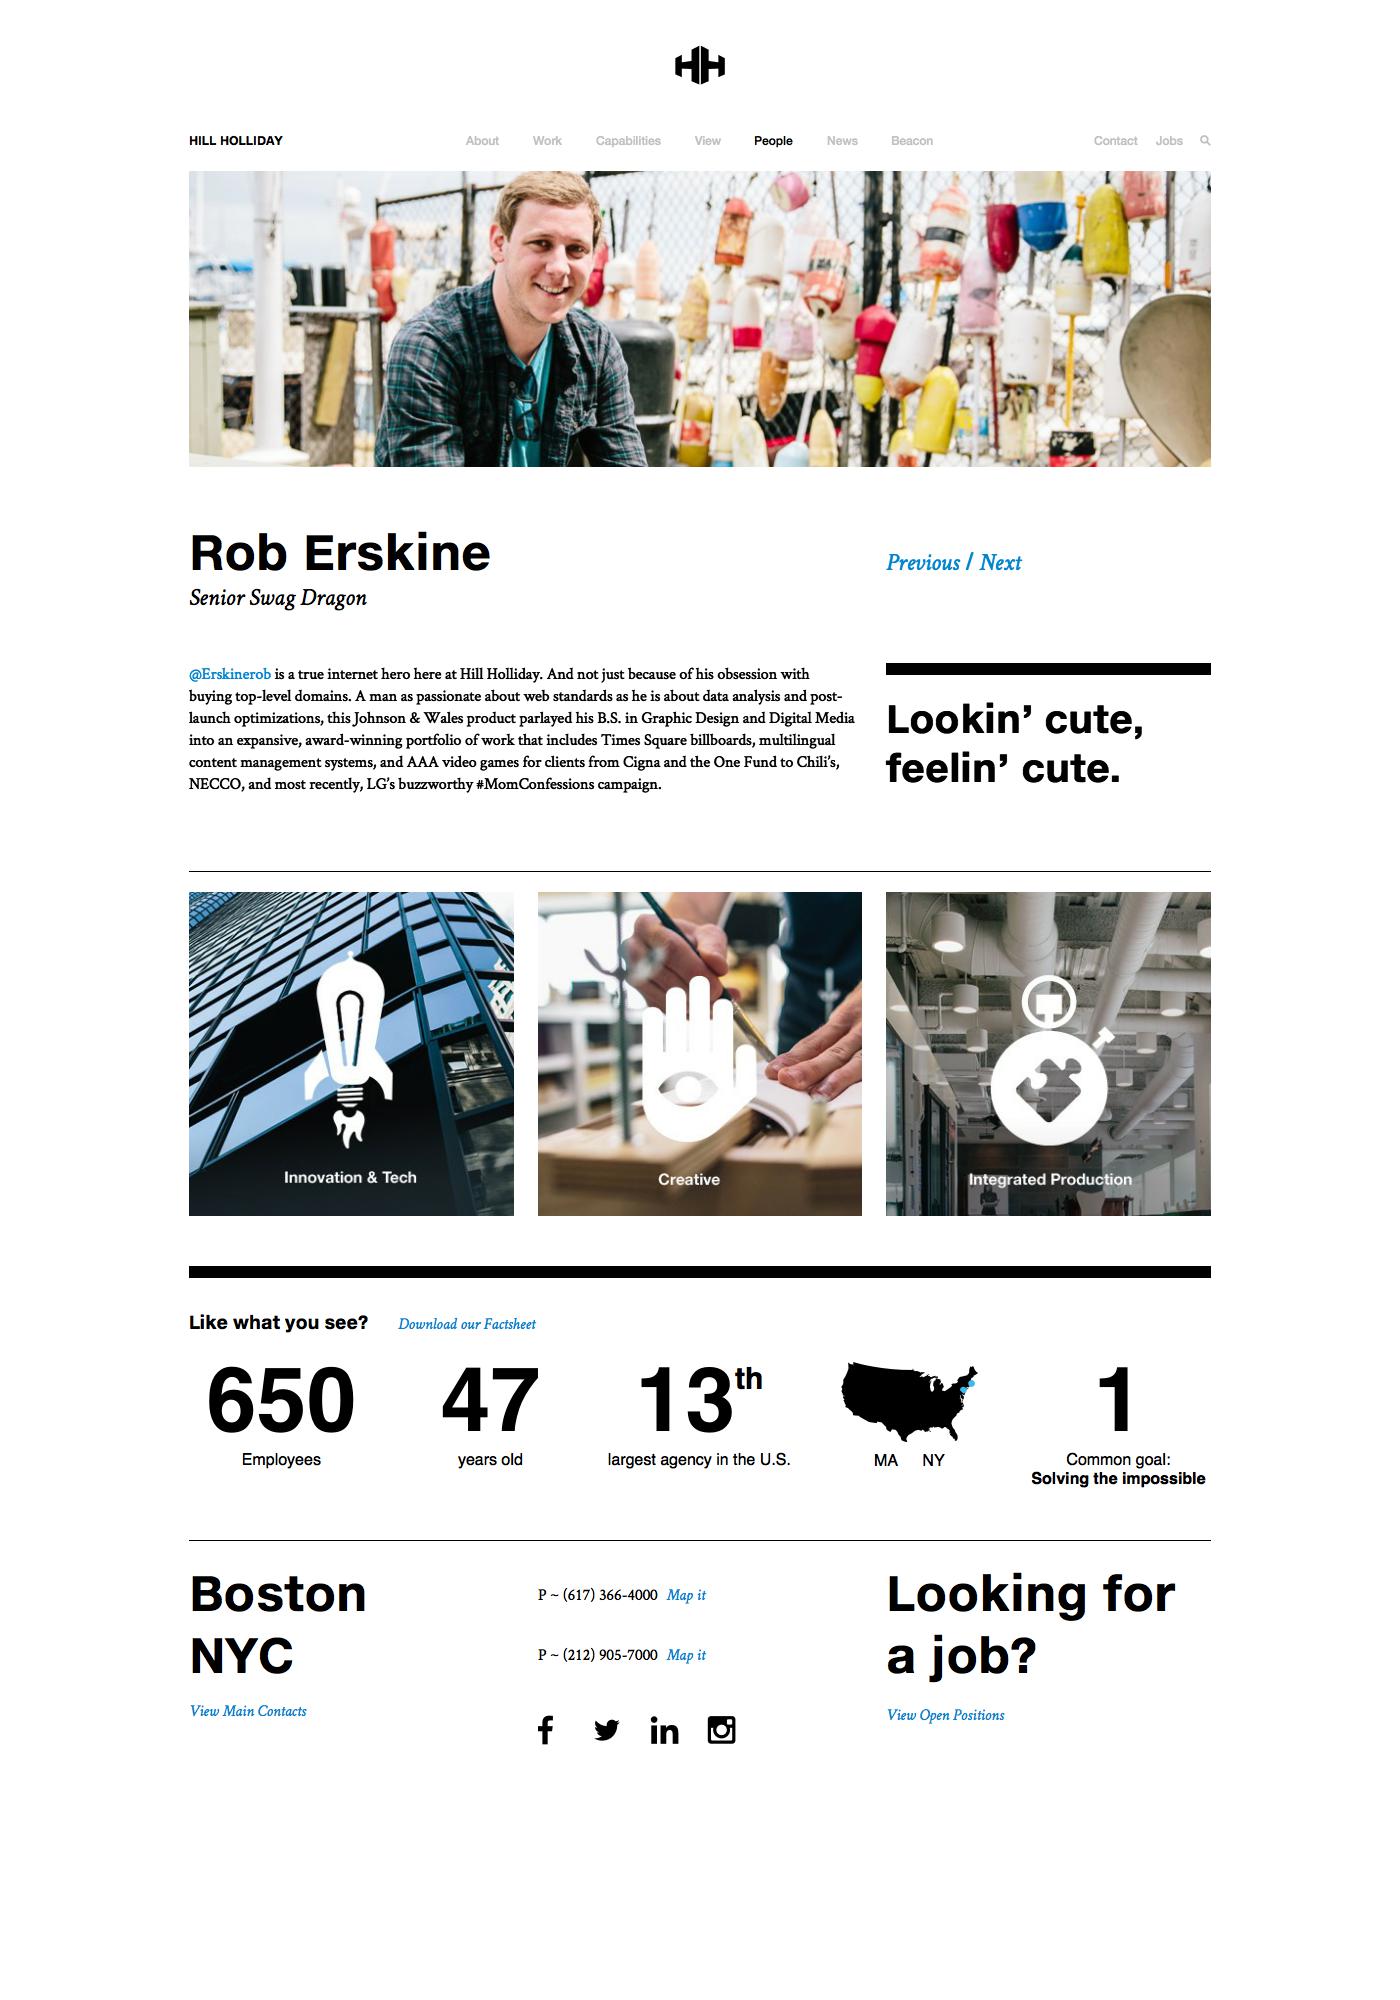 HILL HOLLIDAY
About Work Capabilities View People News Beacon
Contact Jobs
Rob Erskine
Senior Swag Dragon
Previous / Next
@Erskinerob is a true internet hero here at Hill Holliday. And not just because of his obsession with
buying top-level domains. A man as passionate about web standards as he is about data analysis and post-
launch optimizations, this Johnson & Wales product parlayed his B.S. in Graphic Design and Digital Media
into an expansive, award-winning portfolio of work that includes Times Square billboards, multilingual
content management systems, and AAA video games for clients from Cigna and the One Fund to Chili’s,
NECCO, and most recently, LG’s buzzworthy #MomConfessions campaign.
Lookin’ cute,
feelin’ cute.
Innovation & Tech
Creative
Integrated Production
Like what you see? Download our Factsheet
650
Employees
47
years old
13th
largest agency in the U.S.
MA NY
1
Common goal:
Solving the impossible
Boston
NYC
View Main Contacts
P ~ (617) 366-4000 Map it
P ~ (212) 905-7000 Map it
Looking for
a job?
View Open Positions